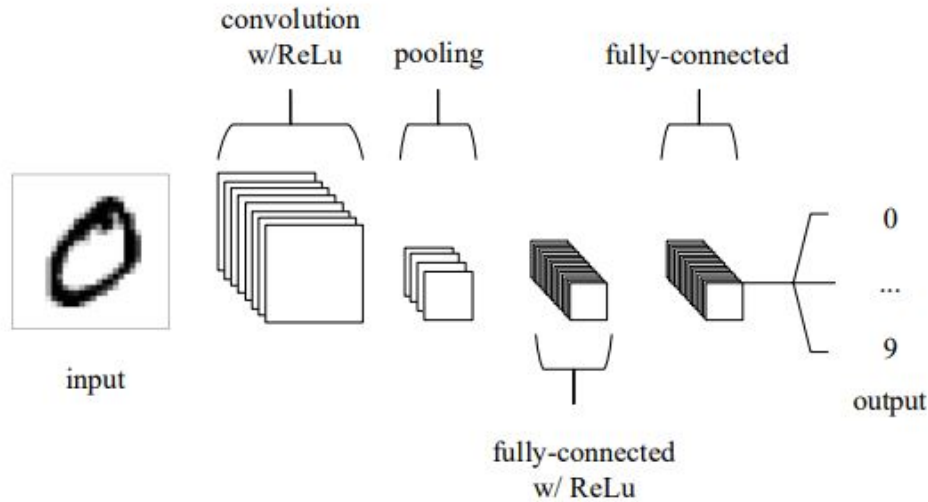 convolution
w/ReLu
pooling
fully-connected
input
fully-connected
w/ ReLu
0
...
9
output